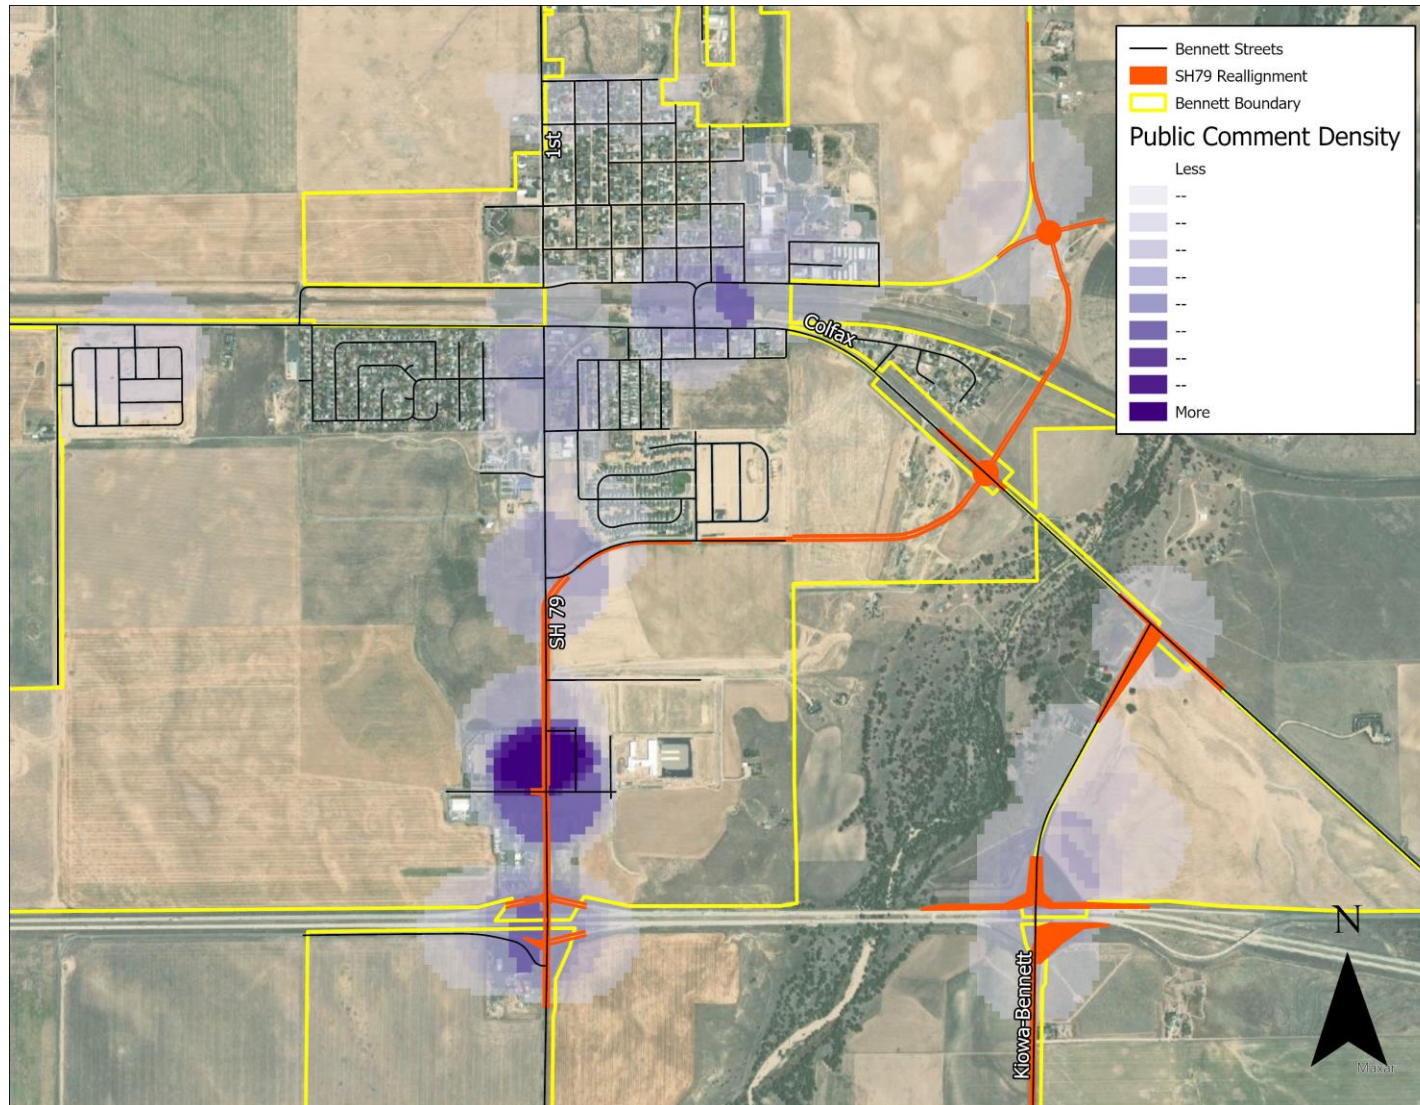 Bennett Streets
SH79 Reallignment
Bennett Boundary
Public Comment Density
Less
--
--
--
--
--
--
--
--
More
1st
Colfax
SH 79
Kiowa-Bennett
N
Maxar